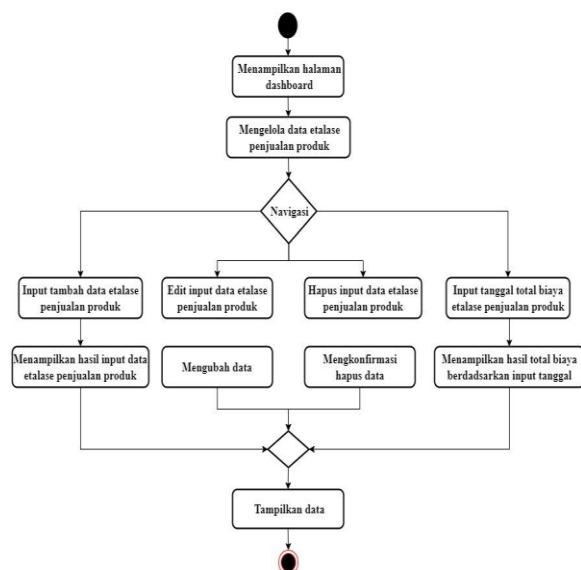 Menampilkan halaman
dashboard
Mengelola data etalase
penjualan produk
Navigasi
Input tambah data etalase
penjualan produk
Edit input data etalase
penjualan produk
Hapus input data etalase
penjualan produk
Input tanggal total biaya
etalase penjualan produk
Menampilkan hasil input data
etalase penjualan produk
Mengubah data
Mengkonfirmasi
hapus data
Menampilkan hasil total biaya
berdadsarkan input tanggal
Tampilkan data